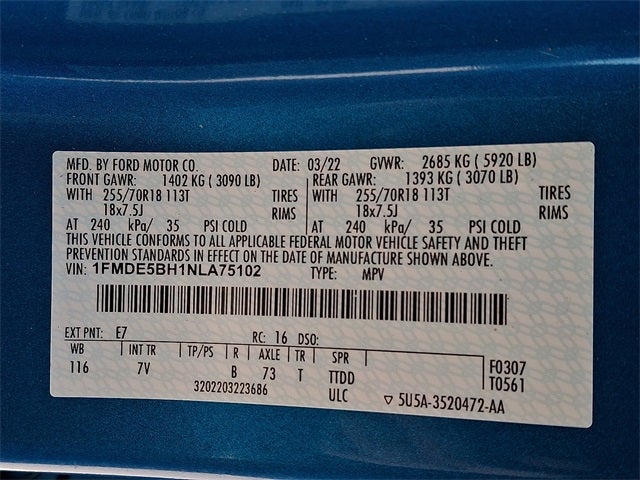 MFD. BY FORD MOTOR CO. DATE: 03/22 GVWR: 2685 KG ( 5920 LB)
FRONT GAWR: 1402 KG ( 3090 LB) REAR GAWR: 1393 KG ( 3070 LB)
WITH 255/70R18 113T TIRES WITH 255/70R18 113T TIRES
18x7.5J RIMS 18x7.5J RIMS
AT 240 kPa/ 35 PSI COLD AT 240 kPa/ 35 PSI COLD
THIS VEHICLE CONFORMS TO ALL APPLICABLE FEDERAL MOTOR VEHICLE SAFETY AND THEFT
PREVENTION STANDARDS IN EFFECT ON THE DATE OF MANUFACTURE SHOWN ABOVE.
VIN: 1FMDE5BH1NLA75102 TYPE: MPV
EXT PNT: E7 RC: 16 DSO:
WB INT TR TP/PS R AXLE TR SPR F0307
116 7V B 73 T TTDD T0561
3202203223686 ULC ▽ 5U5A-3520472-AA